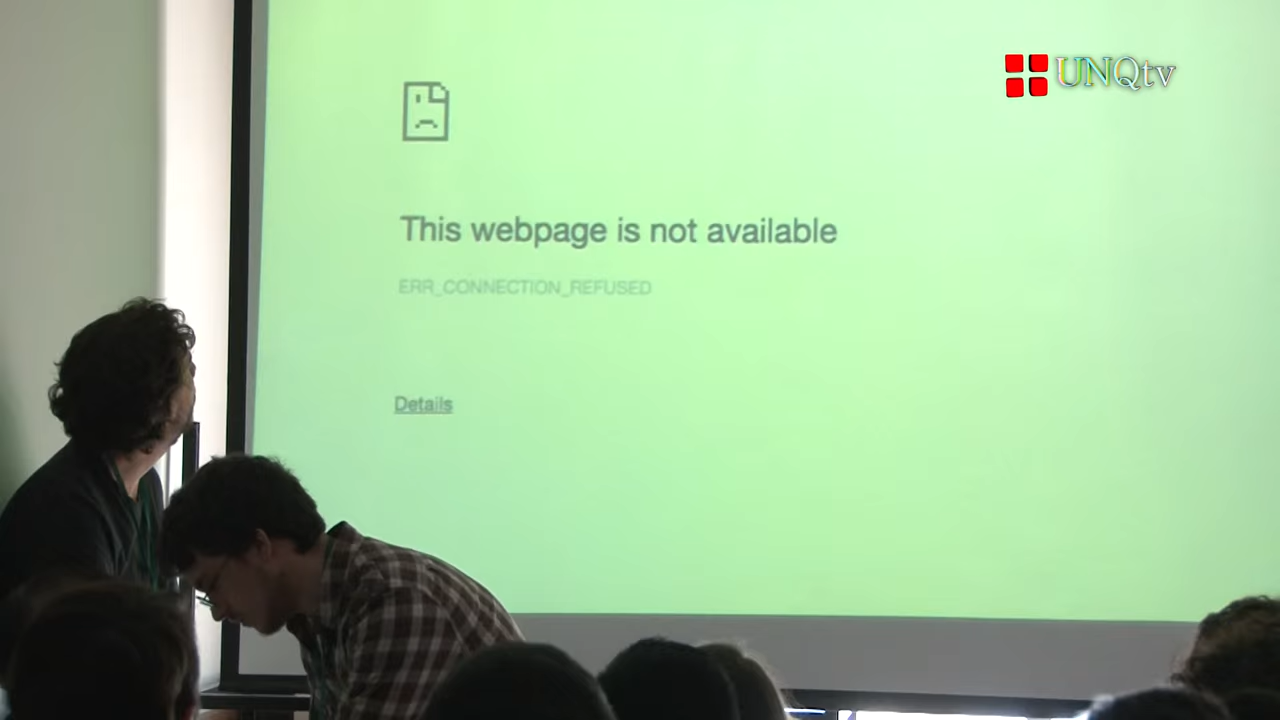 UNQtv
This webpage is not available
ERR_CONNECTION_REFUSED
Details